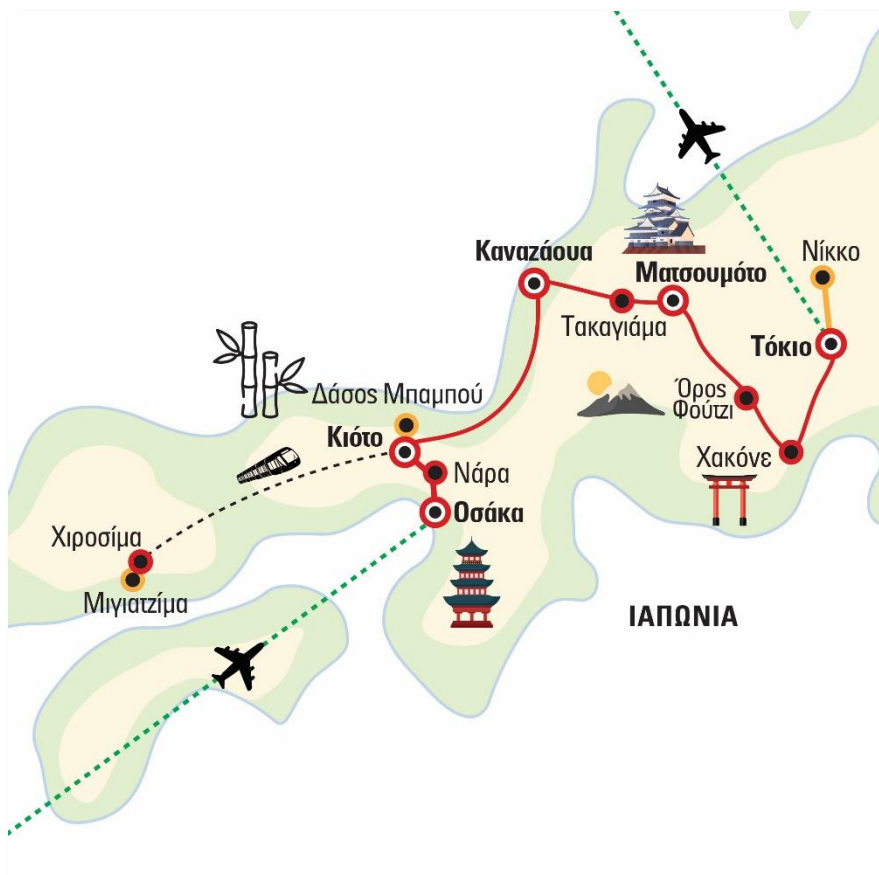 Νίκκο
Καναζάουα
Ματσουμότο
Τακαγιάμα
Τόκιο
Όρος
Φούτζι
Δάσος Μπαμπού
Κιότο
Χακόνε
Νάρα
Οσάκα
Χιροσίμα
Μιγιατζίμα
ΙΑΠΩΝΙΑ